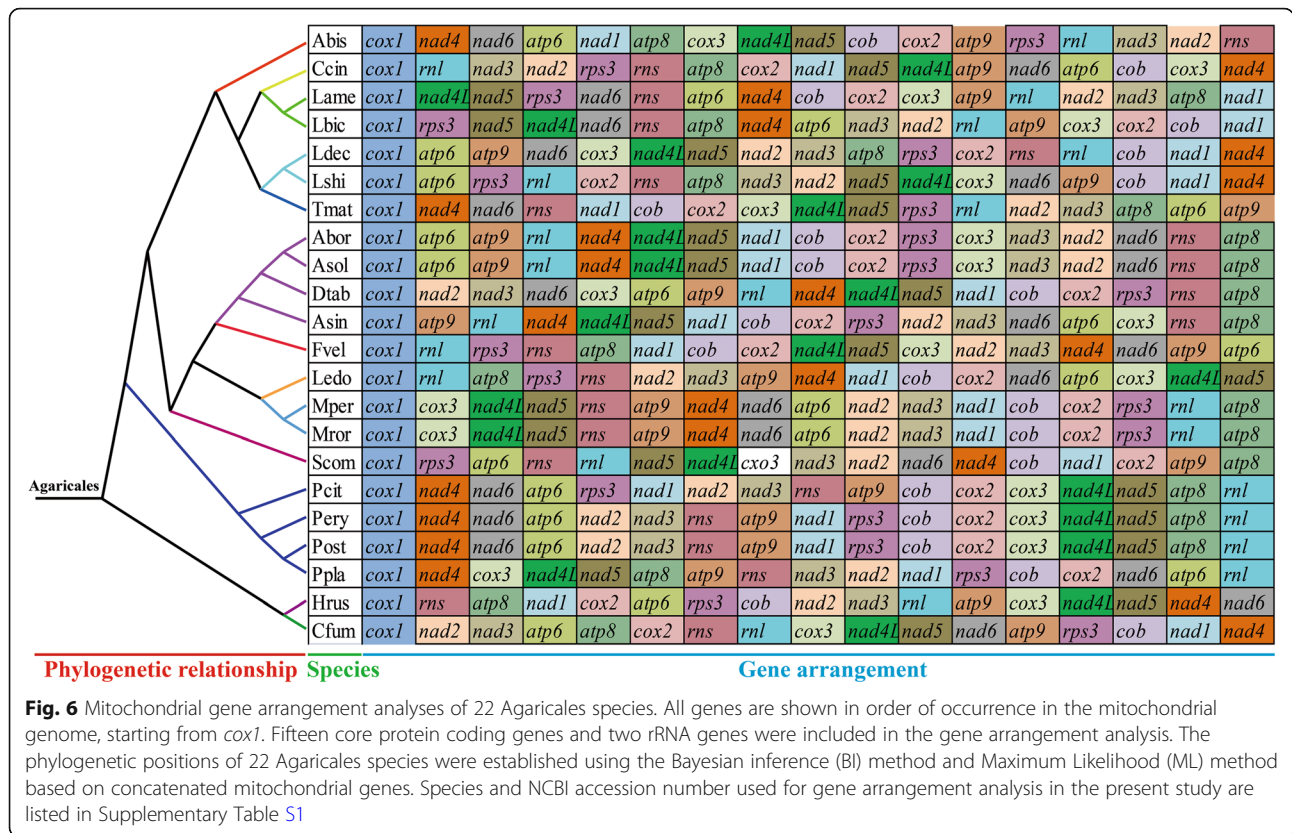 Species
Abis cox1 nad4 nad6 atp6 nad1 atp8 cox3 nad4L nad5 cob cox2 atp9 rps3 rnl nad3 nad2 rns
Ccin cox1 rnl nad3 nad2 rps3 rns atp8 cox2 nad1 nad5 nad4L atp9 nad6 atp6 cob cox3 nad4
Lame cox1 nad4L nad5 rps3 nad6 rns atp6 nad4 cob cox2 cox3 atp9 rnl nad2 nad3 atp8 nad1
Lbic cox1 rps3 nad5 nad4L nad6 rns atp8 nad4 atp6 nad3 nad2 rnl atp9 cox3 cox2 cob nad1
Ldec cox1 atp6 atp9 nad6 cox3 nad4L nad5 nad2 nad3 atp8 rps3 cox2 rns rnl cob nad1 nad4
Lshi cox1 atp6 rps3 rnl cox2 rns atp8 nad3 nad2 nad5 nad4L cox3 nad6 atp9 cob nad1 nad4
Tmat cox1 nad4 nad6 rns nad1 cob cox2 cox3 nad4L nad5 rps3 rnl nad2 nad3 atp8 atp6 atp9
Abor cox1 atp6 atp9 rnl nad4 nad4L nad5 nad1 cob cox2 rps3 cox3 nad3 nad2 nad6 rns atp8
Asol cox1 atp6 atp9 rnl nad4 nad4L nad5 nad1 cob cox2 rps3 cox3 nad3 nad2 nad6 rns atp8
Dtab cox1 nad2 nad3 nad6 cox3 atp6 atp9 rnl nad4 nad4L nad5 nad1 cob cox2 rps3 rns atp8
Asin cox1 atp9 rnl nad4 nad4L nad5 nad1 cob cox2 rps3 nad2 nad3 nad6 atp6 cox3 rns atp8
Fvel cox1 rnl rps3 rns atp8 nad1 cob cox2 nad4L nad5 cox3 nad2 nad3 nad4 nad6 atp9 atp6
Ledo cox1 rnl atp8 rps3 rns nad2 nad3 atp9 nad4 nad1 cob cox2 nad6 atp6 cox3 nad4L nad5
Mper cox1 cox3 nad4L nad5 rns atp9 nad4 nad6 atp6 nad2 nad3 nad1 cob cox2 rps3 rnl atp8
Mror cox1 cox3 nad4L nad5 rns atp9 nad4 nad6 atp6 nad2 nad3 nad1 cob cox2 rps3 rnl atp8
Scom cox1 rps3 atp6 rns rnl nad5 nad4L cxo3 nad3 nad2 nad6 nad4 cob nad1 cox2 atp9 atp8
Agaricales
Pcit cox1 nad4 nad6 atp6 rps3 nad1 nad2 nad3 rns atp9 cob cox2 cox3 nad4L nad5 atp8 rnl
Pery cox1 nad4 nad6 atp6 nad2 nad3 rns atp9 nad1 rps3 cob cox2 cox3 nad4L nad5 atp8 rnl
Post cox1 nad4 nad6 atp6 nad2 nad3 rns atp9 nad1 rps3 cob cox2 cox3 nad4L nad5 atp8 rnl
Ppla cox1 nad4 cox3 nad4L nad5 atp8 atp9 rns nad3 nad2 nad1 rps3 cob cox2 nad6 atp6 rnl
Hrus cox1 rns atp8 nad1 cox2 atp6 rps3 cob nad2 nad3 rnl atp9 cox3 nad4L nad5 nad4 nad6
Cfum cox1 nad2 nad3 atp6 atp8 cox2 rns rnl cox3 nad4L nad5 nad6 atp9 rps3 cob nad1 nad4
Phylogenetic relationship Species Gene arrangement
Fig. 6 Mitochondrial gene arrangement analyses of 22 Agaricales species. All genes are shown in order of occurrence in the mitochondrial
genome, starting from cox1. Fifteen core protein coding genes and two rRNA genes were included in the gene arrangement analysis. The
phylogenetic positions of 22 Agaricales species were established using the Bayesian inference (BI) method and Maximum Likelihood (ML) method
based on concatenated mitochondrial genes. Species and NCBI accession number used for gene arrangement analysis in the present study are
listed in Supplementary Table S1